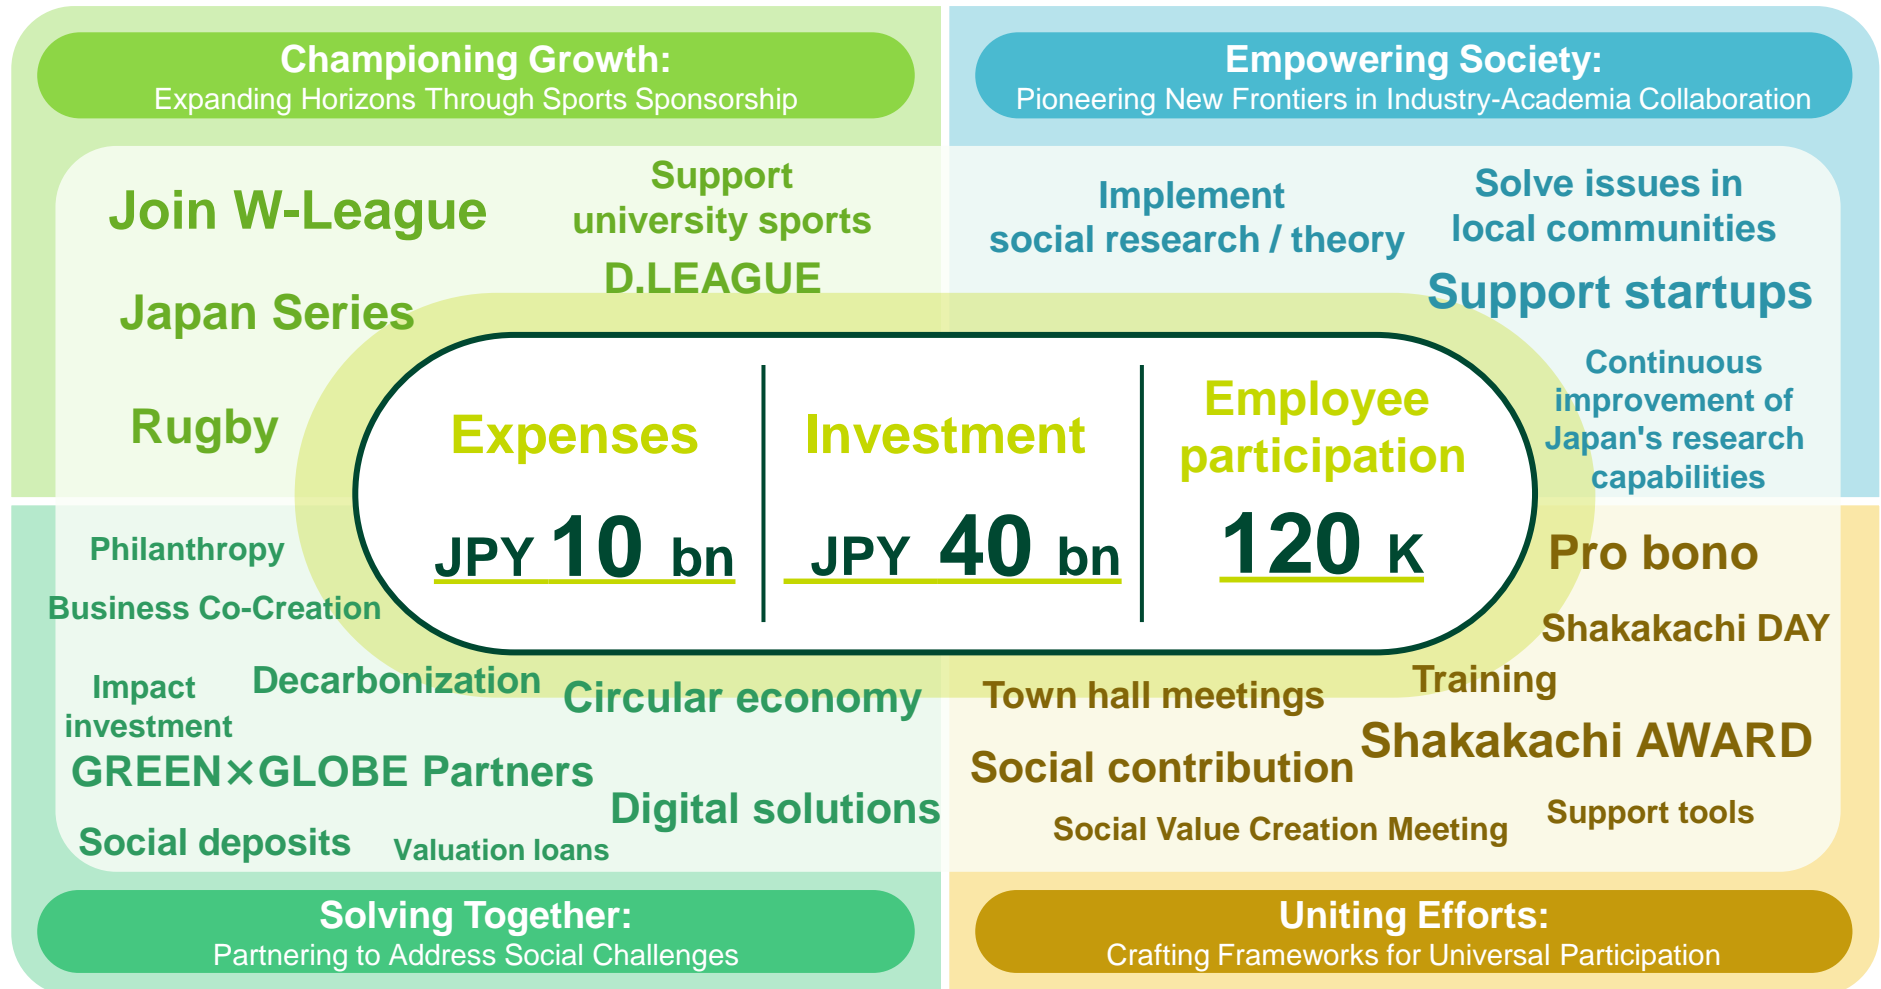 Championing Growth:
Expanding Horizons Through Sports Sponsorship
Join W-League
Support
university sports
D.LEAGUE
Japan Series
Rugby
Empowering Society:
Pioneering New Frontiers in Industry-Academia Collaboration
Implement
social research / theory
Solve issues in
local communities
Support startups
Continuous
improvement of
Japan's research
capabilities
Expenses
JPY 10 bn
Investment
JPY 40 bn
Employee
participation
120 K
Philanthropy
Business Co-Creation
Impact
investment
Decarbonization
Circular economy
GREEN×GLOBE Partners
Digital solutions
Social deposits
Valuation loans
Solving Together:
Partnering to Address Social Challenges
Pro bono
Shakakachi DAY
Training
Town hall meetings
Shakakachi AWARD
Social contribution
Support tools
Social Value Creation Meeting
Uniting Efforts:
Crafting Frameworks for Universal Participation